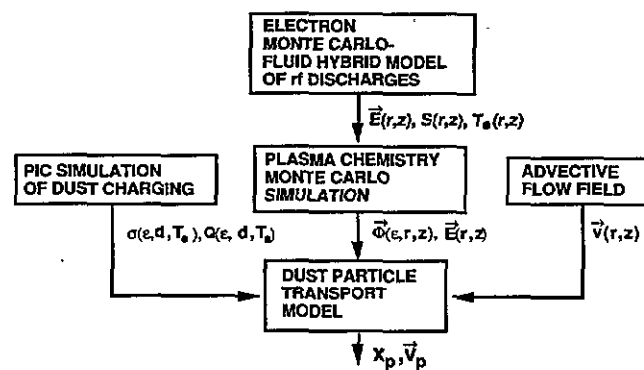 ELECTRON
MONTE CARLO-
FLUID HYBRID MODEL
OF rf DISCHARGES
E⃗(r,z), S(r,z), Tₑ(r,z)
PIC SIMULATION
OF DUST CHARGING
PLASMA CHEMISTRY
MONTE CARLO
SIMULATION
ADVECTIVE
FLOW FIELD
σ(ε,d,Tₑ),Q(ε, d,Tₑ)
Φ⃗(ε,r,z), E⃗(r,z)
v⃗(r,z)
DUST PARTICLE
TRANSPORT
MODEL
xₚ,v⃗ₚ